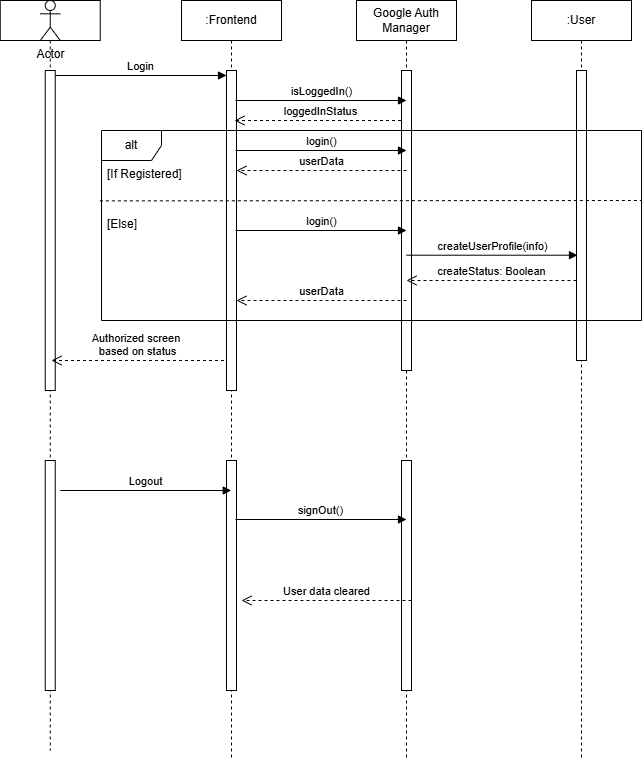 Actor
:Frontend
Google Auth
Manager
:User
Login
isLoggedIn()
loggedInStatus
alt
login()
userData
[If Registered]
[Else]
login()
createUserProfile(info)
createStatus: Boolean
userData
Authorized screen
based on status
Logout
signOut()
User data cleared